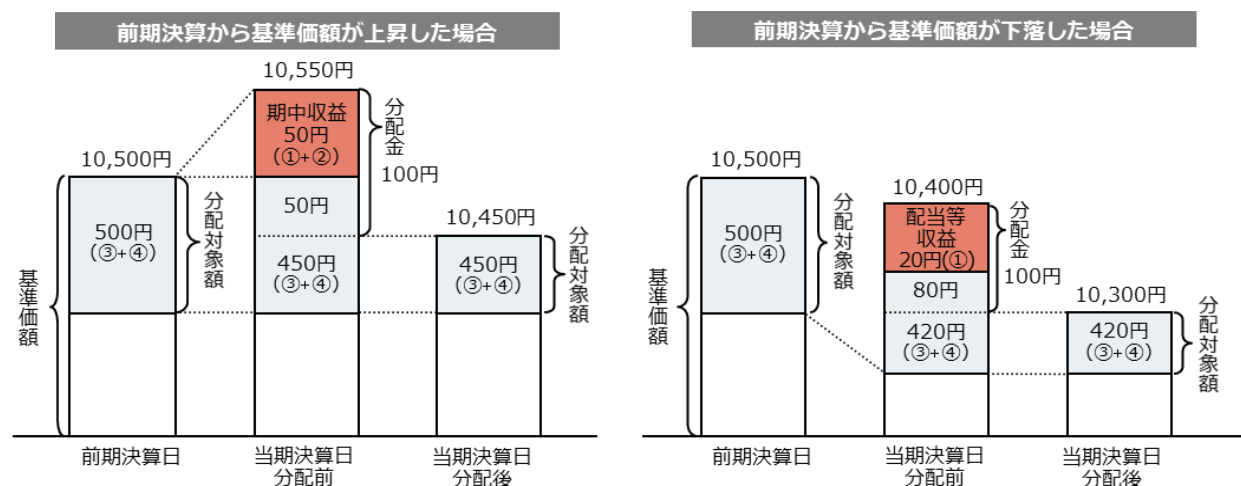 前期決算から基準価額が上昇した場合
10,550円
期中収益
50円
(①+②)
分配金
100円
10,500円
500円
(③+④)
分配対象額
50円
450円
(③+④)
10,450円
450円
(③+④)
分配対象額
基準価額
前期決算日
当期決算日
分配前
当期決算日
分配後
前期決算から基準価額が下落した場合
10,500円
500円
(③+④)
分配対象額
10,400円
配当等
収益
20円(①)
分配金
100円
80円
420円
(③+④)
10,300円
420円
(③+④)
分配対象額
基準価額
前期決算日
当期決算日
分配前
当期決算日
分配後